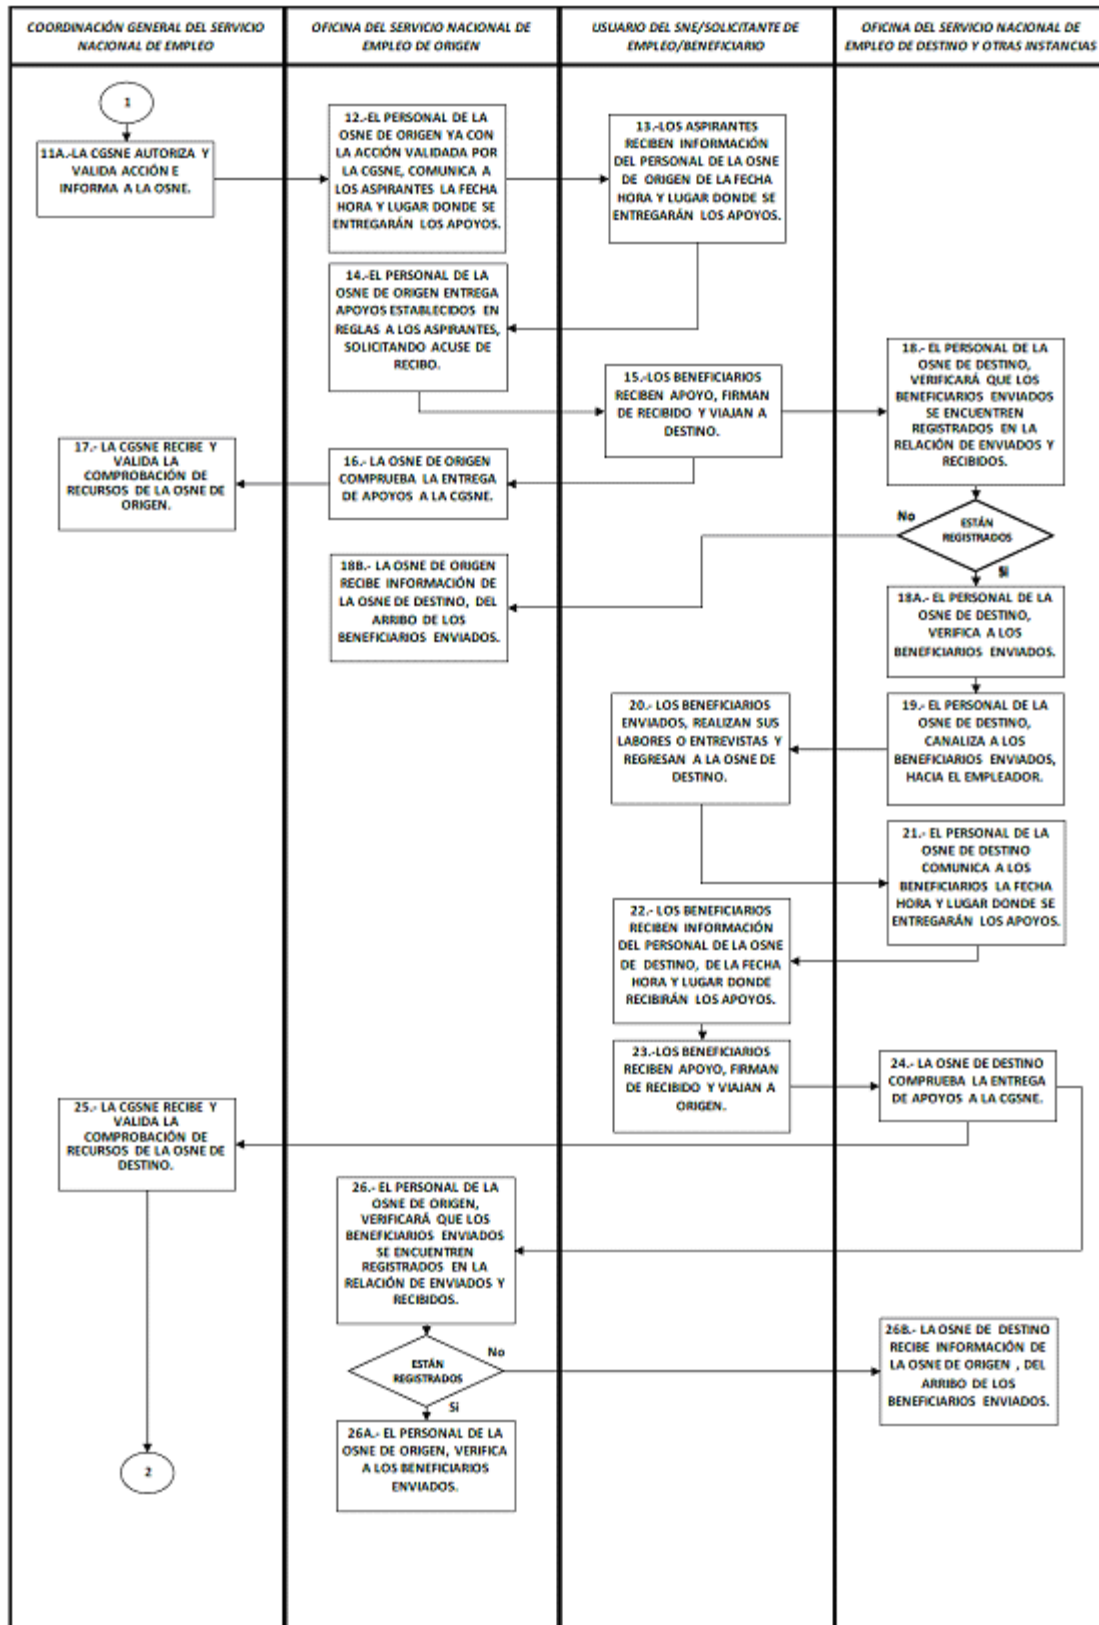 COORDINACIÓN GENERAL DEL SERVICIO
NACIONAL DE EMPLEO
OFICINA DEL SERVICIO NACIONAL DE
EMPLEO DE ORIGEN
USUARIO DEL SNE/SOLICITANTE DE
EMPLEO/BENEFICIARIO
OFICINA DEL SERVICIO NACIONAL DE
EMPLEO DE DESTINO Y OTRAS INSTANCIAS
1
11A.-LA CGSNE AUTORIZA Y
VALIDA ACCIÓN E
INFORMA A LA OSNE.
12.-EL PERSONAL DE LA
OSNE DE ORIGEN YA CON
LA ACCIÓN VALIDADA POR
LA CGSNE, COMUNICA A
LOS ASPIRANTES LA FECHA
HORA Y LUGAR DONDE SE
ENTREGARÁN LOS APOYOS.
13.-LOS ASPIRANTES
RECIBEN INFORMACIÓN
DEL PERSONAL DE LA OSNE
DE ORIGEN DE LA FECHA
HORA Y LUGAR DONDE SE
ENTREGARÁN LOS APOYOS.
14.-EL PERSONAL DE LA
OSNE DE ORIGEN ENTREGA
APOYOS ESTABLECIDOS EN
REGLAS A LOS ASPIRANTES,
SOLICITANDO ACUSE DE
RECIBO.
15.-LOS BENEFICIARIOS
RECIBEN APOYO, FIRMAN
DE RECIBIDO Y VIAJAN A
DESTINO.
18.- EL PERSONAL DE LA
OSNE DE DESTINO,
VERIFICARÁ QUE LOS
BENEFICIARIOS ENVIADOS
SE ENCUENTREN
REGISTRADOS EN LA
RELACIÓN DE ENVIADOS Y
RECIBIDOS.
17.- LA CGSNE RECIBE Y
VALIDA LA
COMPROBACIÓN DE
RECURSOS DE LA OSNE DE
ORIGEN.
16.- LA OSNE DE ORIGEN
COMPRUEBA LA ENTREGA
DE APOYOS A LA CGSNE.
No
ESTÁN
REGISTRADOS
SI
18B.- LA OSNE DE ORIGEN
RECIBE INFORMACIÓN DE
LA OSNE DE DESTINO, DEL
ARRIBO DE LOS
BENEFICIARIOS ENVIADOS.
18A.- EL PERSONAL DE LA
OSNE DE DESTINO,
VERIFICA A LOS
BENEFICIARIOS ENVIADOS.
20.- LOS BENEFICIARIOS
ENVIADOS, REALIZAN SUS
LABORES O ENTREVISTAS Y
REGRESAN A LA OSNE DE
DESTINO.
19.- EL PERSONAL DE LA
OSNE DE DESTINO,
CANALIZA A LOS
BENEFICIARIOS ENVIADOS,
HACIA EL EMPLEADOR.
21.- EL PERSONAL DE LA
OSNE DE DESTINO
COMUNICA A LOS
BENEFICIARIOS LA FECHA
HORA Y LUGAR DONDE SE
ENTREGARÁN LOS APOYOS.
22.- LOS BENEFICIARIOS
RECIBEN INFORMACIÓN
DEL PERSONAL DE LA OSNE
DE DESTINO, DE LA FECHA
HORA Y LUGAR DONDE
RECIBIRÁN LOS APOYOS.
23.-LOS BENEFICIARIOS
RECIBEN APOYO, FIRMAN
DE RECIBIDO Y VIAJAN A
ORIGEN.
24.- LA OSNE DE DESTINO
COMPRUEBA LA ENTREGA
DE APOYOS A LA CGSNE.
25.- LA CGSNE RECIBE Y
VALIDA LA
COMPROBACIÓN DE
RECURSOS DE LA OSNE DE
DESTINO.
26.- EL PERSONAL DE LA
OSNE DE ORIGEN,
VERIFICARÁ QUE LOS
BENEFICIARIOS ENVIADOS
SE ENCUENTREN
REGISTRADOS EN LA
RELACIÓN DE ENVIADOS Y
RECIBIDOS.
ESTÁN
REGISTRADOS
No
Si
26B.- LA OSNE DE DESTINO
RECIBE INFORMACIÓN DE
LA OSNE DE ORIGEN , DEL
ARRIBO DE LOS
BENEFICIARIOS ENVIADOS.
26A.- EL PERSONAL DE LA
OSNE DE ORIGEN, VERIFICA
A LOS BENEFICIARIOS
ENVIADOS.
2